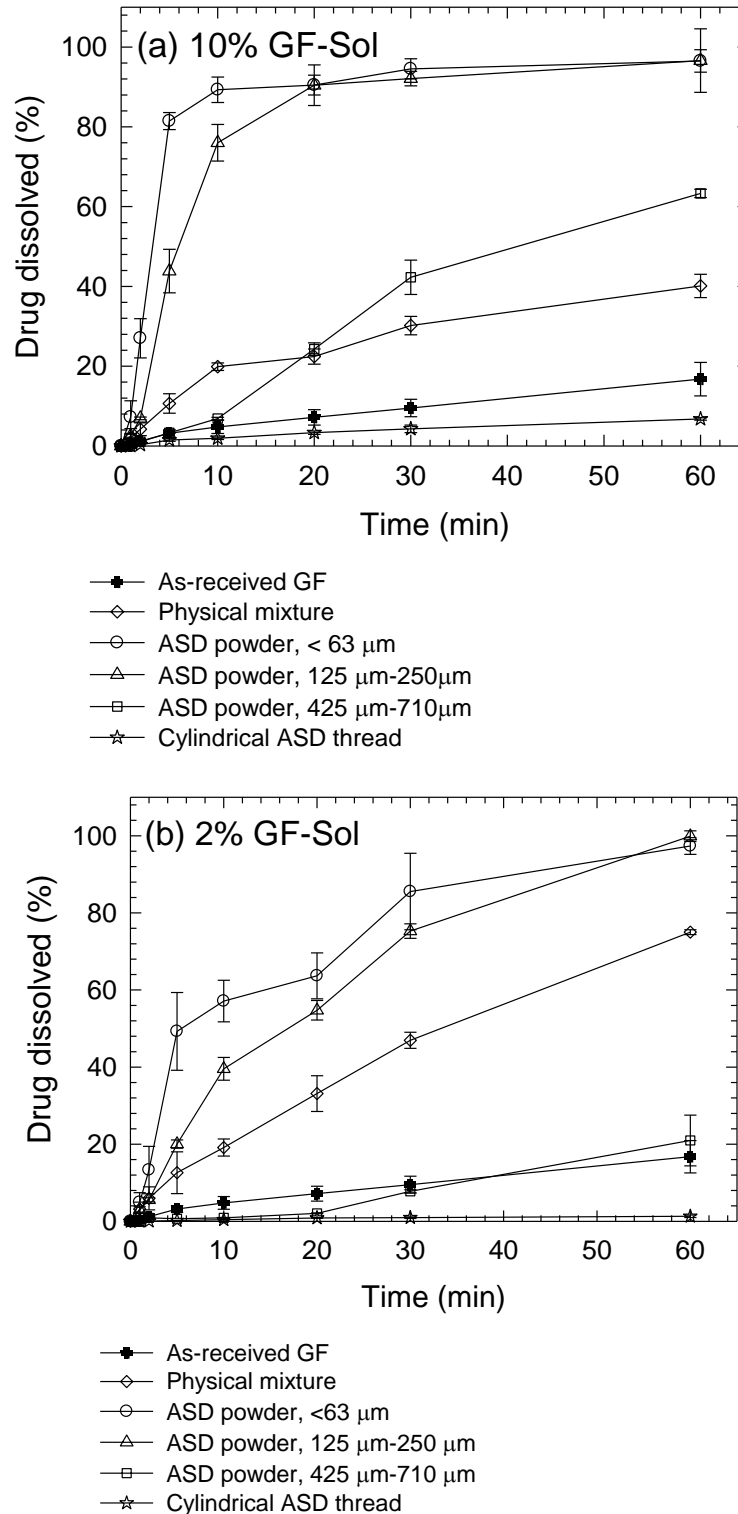 (a) 10% GF-Sol
Drug dissolved (%)
100
80
60
40
20
0
0 10 20 30 40 50 60
Time (min)
As-received GF
Physical mixture
ASD powder, < 63 μm
ASD powder, 125 μm-250μm
ASD powder, 425 μm-710μm
Cylindrical ASD thread
(b) 2% GF-Sol
Drug dissolved (%)
100
80
60
40
20
0
0 10 20 30 40 50 60
Time (min)
As-received GF
Physical mixture
ASD powder, <63 μm
ASD powder, 125 μm-250 μm
ASD powder, 425 μm-710 μm
Cylindrical ASD thread